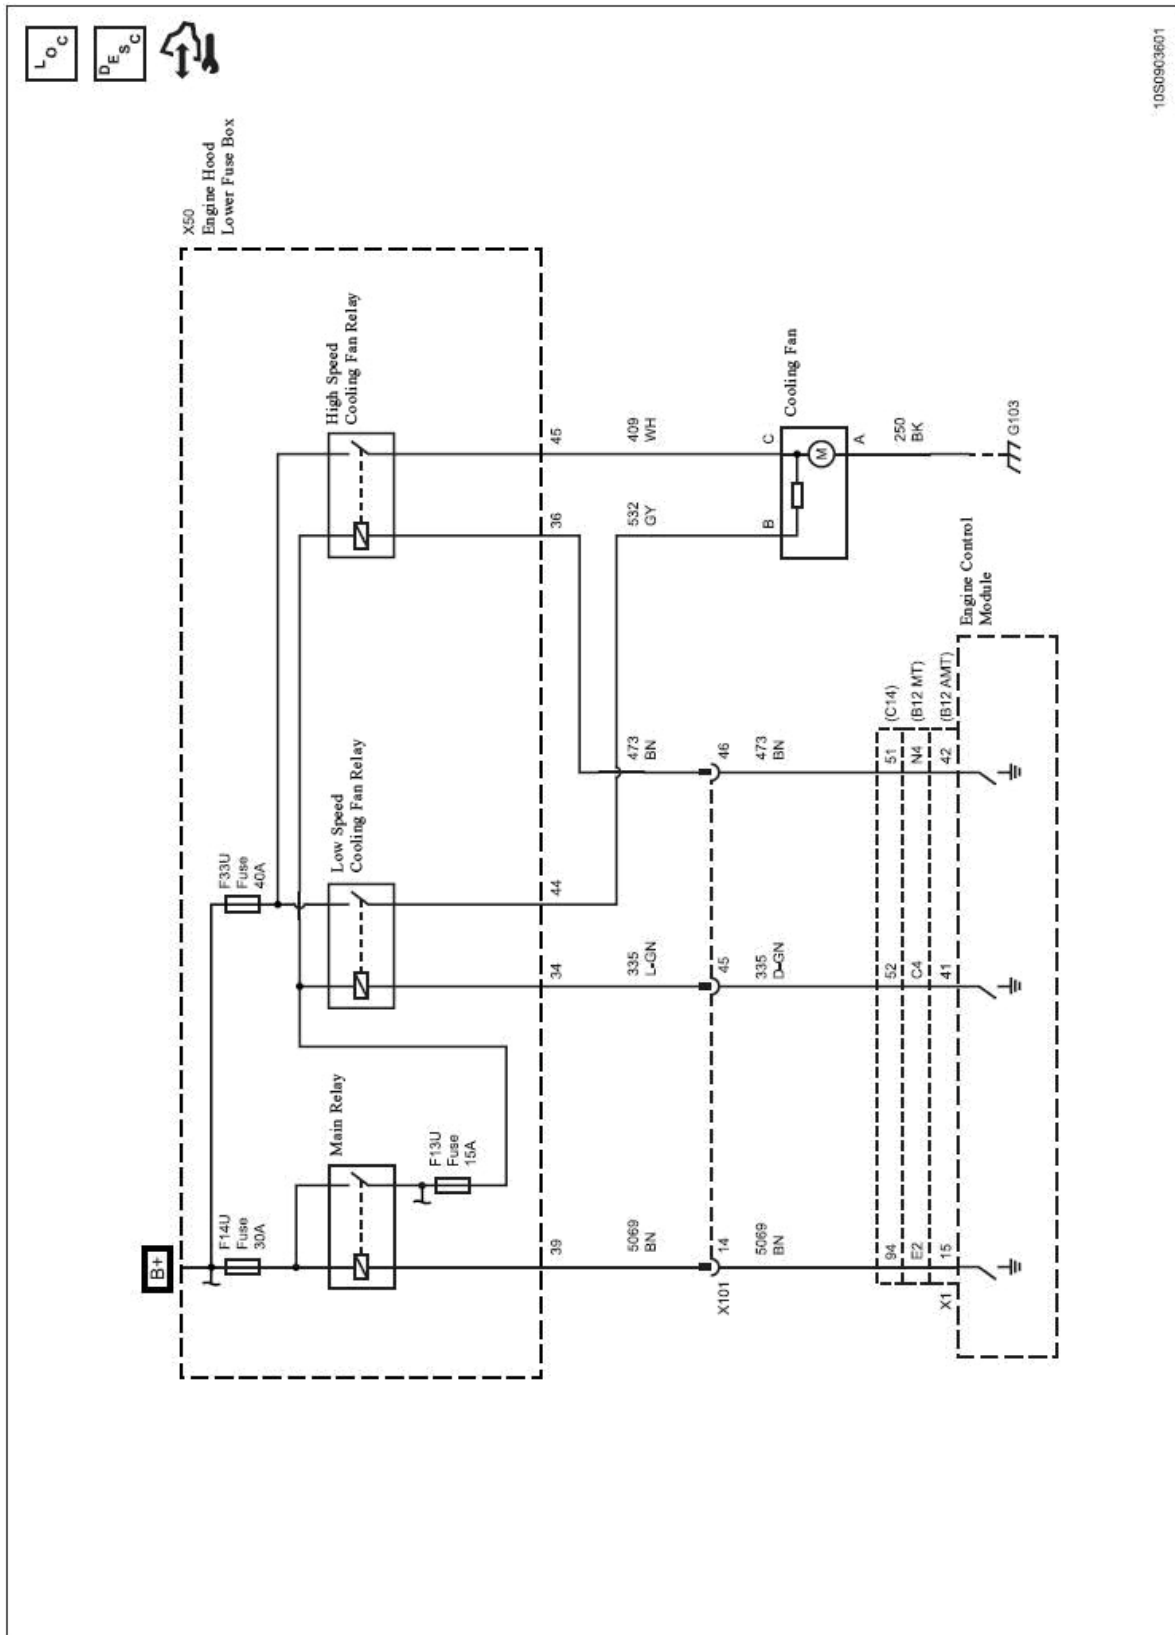 LOC
DESC
X50
Engine Hood
Lower Fuse Box
B+
F14U
Fuse
30A
F33U
Fuse
40A
Main Relay
Low Speed
Cooling Fan Relay
High Speed
Cooling Fan Relay
F13U
Fuse
15A
39
34
44
36
45
5069
BN
335
L-GN
473
BN
532
GY
409
WH
X101
14
45
46
5069
BN
335
D-GN
473
BN
B
C
Cooling Fan
M
A
250
BK
G103
94
52
51
(C14)
E2
C4
N4
(B12 MT)
X1
15
41
42
(B12 AMT)
Engine Control
Module
10S0903601